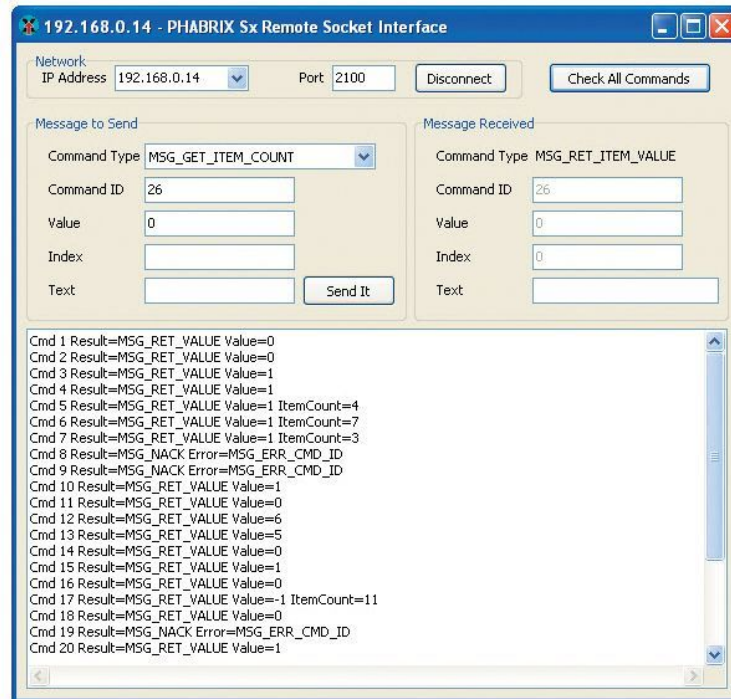 192.168.0.14 - PHABRIX Sx Remote Socket Interface
Network
IP Address 192.168.0.14 Port 2100 Disconnect Check All Commands
Message to Send
Command Type MSG_GET_ITEM_COUNT
Command ID 26
Value 0
Index
Text Send It
Message Received
Command Type MSG_RET_ITEM_VALUE
Command ID 26
Value 0
Index 0
Text
Cmd 1 Result=MSG_RET_VALUE Value=0
Cmd 2 Result=MSG_RET_VALUE Value=0
Cmd 3 Result=MSG_RET_VALUE Value=1
Cmd 4 Result=MSG_RET_VALUE Value=1
Cmd 5 Result=MSG_RET_VALUE Value=1 ItemCount=4
Cmd 6 Result=MSG_RET_VALUE Value=1 ItemCount=7
Cmd 7 Result=MSG_RET_VALUE Value=1 ItemCount=3
Cmd 8 Result=MSG_NACK Error=MSG_ERR_CMD_ID
Cmd 9 Result=MSG_NACK Error=MSG_ERR_CMD_ID
Cmd 10 Result=MSG_RET_VALUE Value=1
Cmd 11 Result=MSG_RET_VALUE Value=0
Cmd 12 Result=MSG_RET_VALUE Value=6
Cmd 13 Result=MSG_RET_VALUE Value=5
Cmd 14 Result=MSG_RET_VALUE Value=0
Cmd 15 Result=MSG_RET_VALUE Value=1
Cmd 16 Result=MSG_RET_VALUE Value=0
Cmd 17 Result=MSG_RET_VALUE Value=-1 ItemCount=11
Cmd 18 Result=MSG_RET_VALUE Value=0
Cmd 19 Result=MSG_NACK Error=MSG_ERR_CMD_ID
Cmd 20 Result=MSG_RET_VALUE Value=1